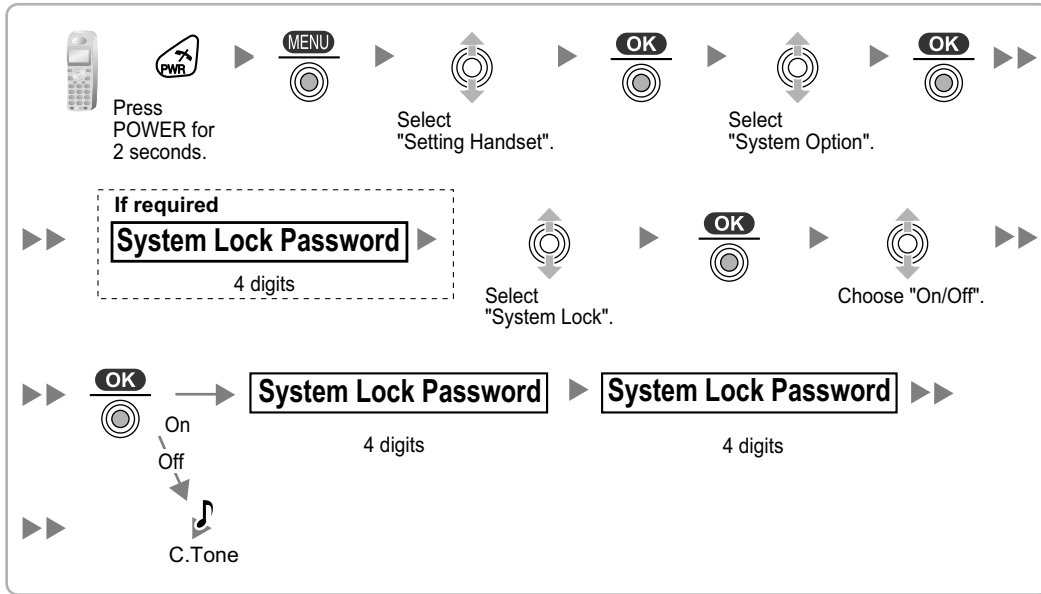 PWR
MENU
OK
OK
Press
POWER for
2 seconds.
Select
"Setting Handset".
Select
"System Option".
If required
System Lock Password
4 digits
Select
"System Lock".
OK
Choose "On/Off".
OK
On
Off
System Lock Password
4 digits
System Lock Password
4 digits
C.Tone